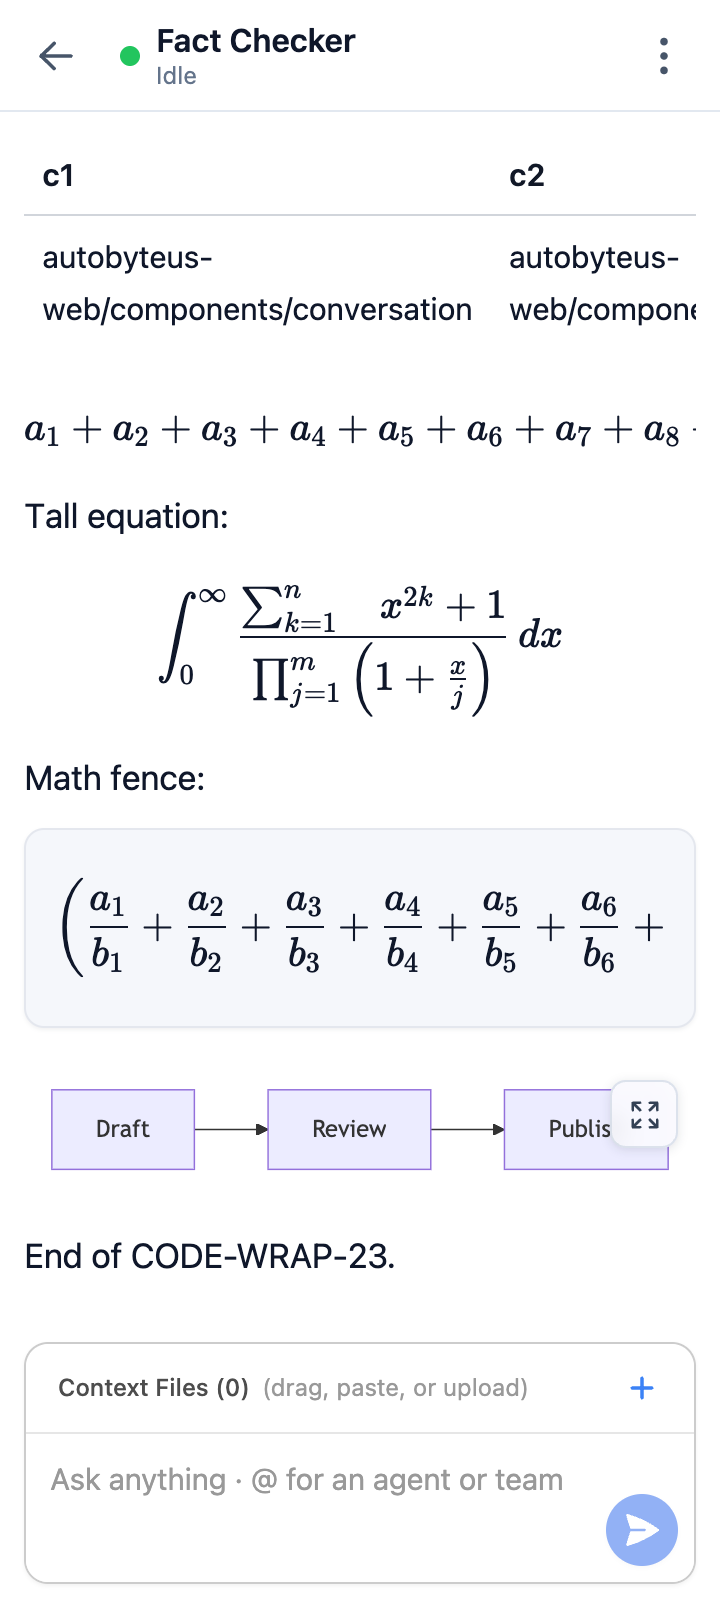 Fact Checker
Idle
c1 c2
autobyteus- autobyteus-
web/components/conversation web/compone
a₁ + a₂ + a₃ + a₄ + a₅ + a₆ + a₇ + a₈
Tall equation:
∫₀^∞ (∑ₖ₌₁ⁿ x²ᵏ + 1) / (∏ⱼ₌₁ᵐ (1 + x/j)) dx
Math fence:
(a₁/b₁ + a₂/b₂ + a₃/b₃ + a₄/b₄ + a₅/b₅ + a₆/b₆ +
Draft Review Publis
End of CODE-WRAP-23.
Context Files (0) (drag, paste, or upload)
Ask anything · @ for an agent or team